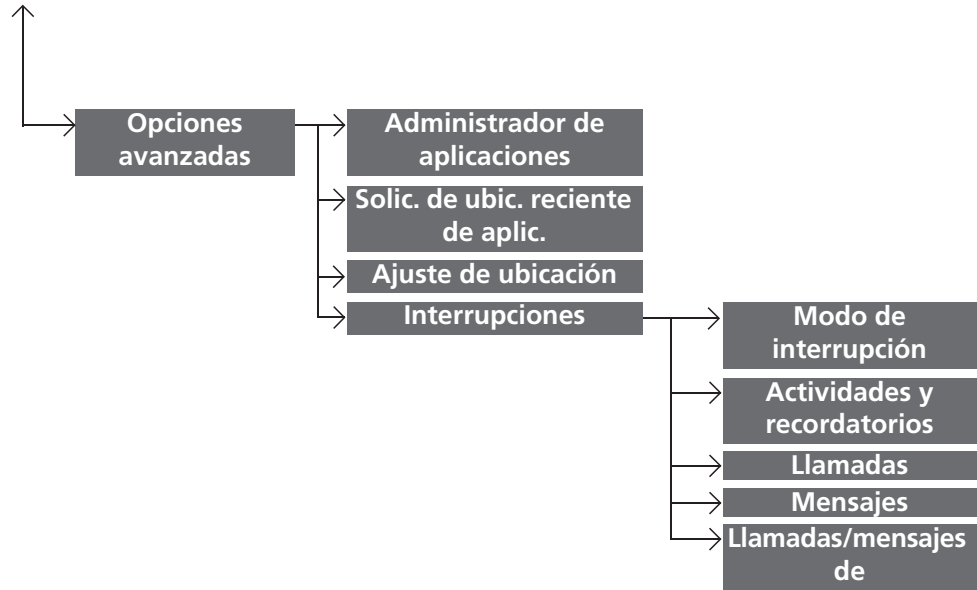 Opciones
avanzadas
Administrador de
aplicaciones
Solic. de ubic. reciente
de aplic.
Ajuste de ubicación
Interrupciones
Modo de
interrupción
Actividades y
recordatorios
Llamadas
Mensajes
Llamadas/mensajes
de